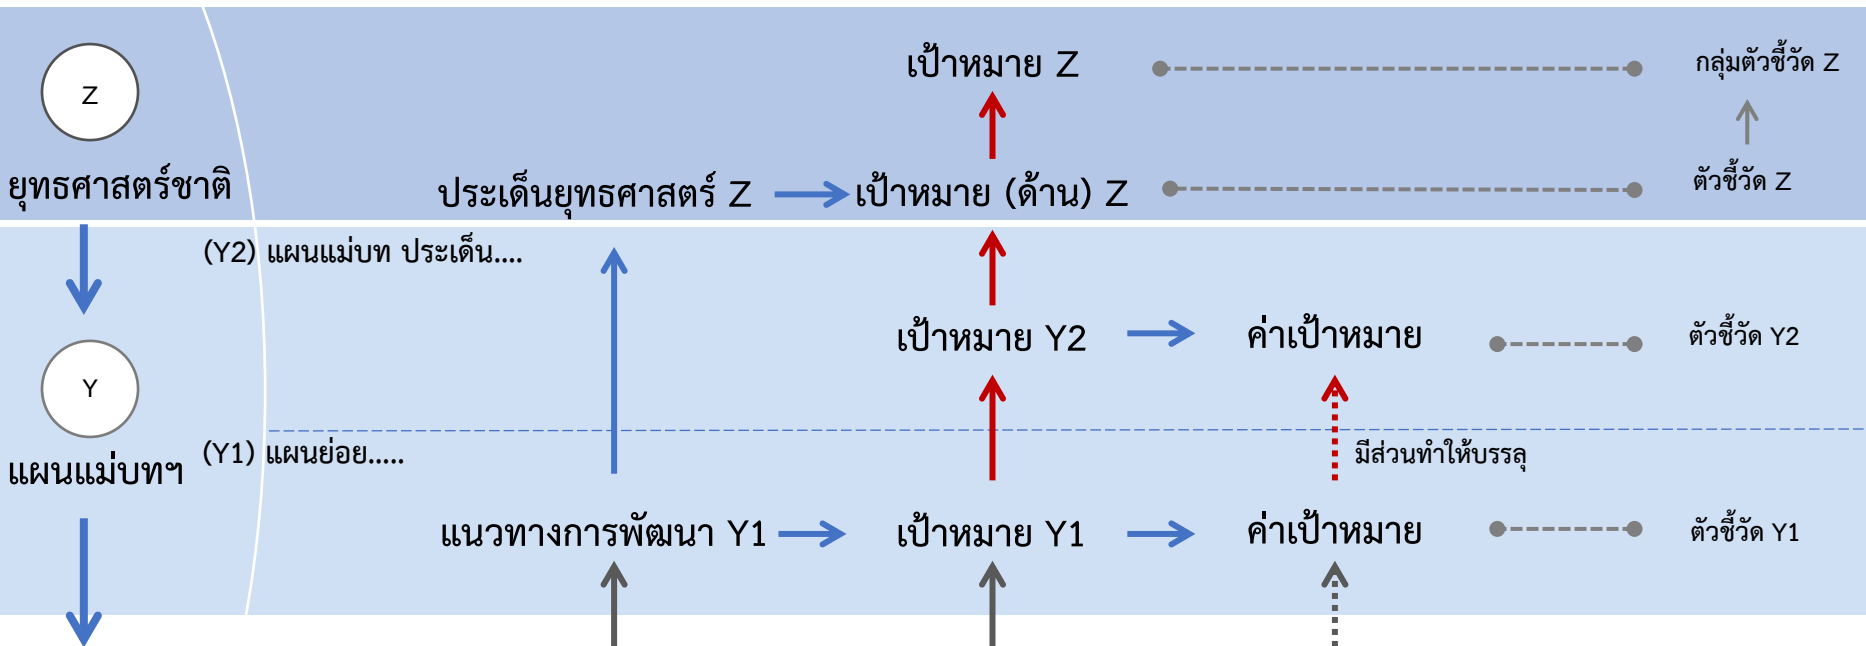 Z
เป้าหมาย Z
กลุ่มตัวชี้วัด Z
ยุทธศาสตร์ชาติ
ประเด็นยุทธศาสตร์ Z
เป้าหมาย (ด้าน) Z
ตัวชี้วัด Z
(Y2) แผนแม่บท ประเด็น....
เป้าหมาย Y2
ค่าเป้าหมาย
ตัวชี้วัด Y2
Y
(Y1) แผนย่อย.....
มีส่วนทำให้บรรลุ
แผนแม่บทฯ
แนวทางการพัฒนา Y1
เป้าหมาย Y1
ค่าเป้าหมาย
ตัวชี้วัด Y1